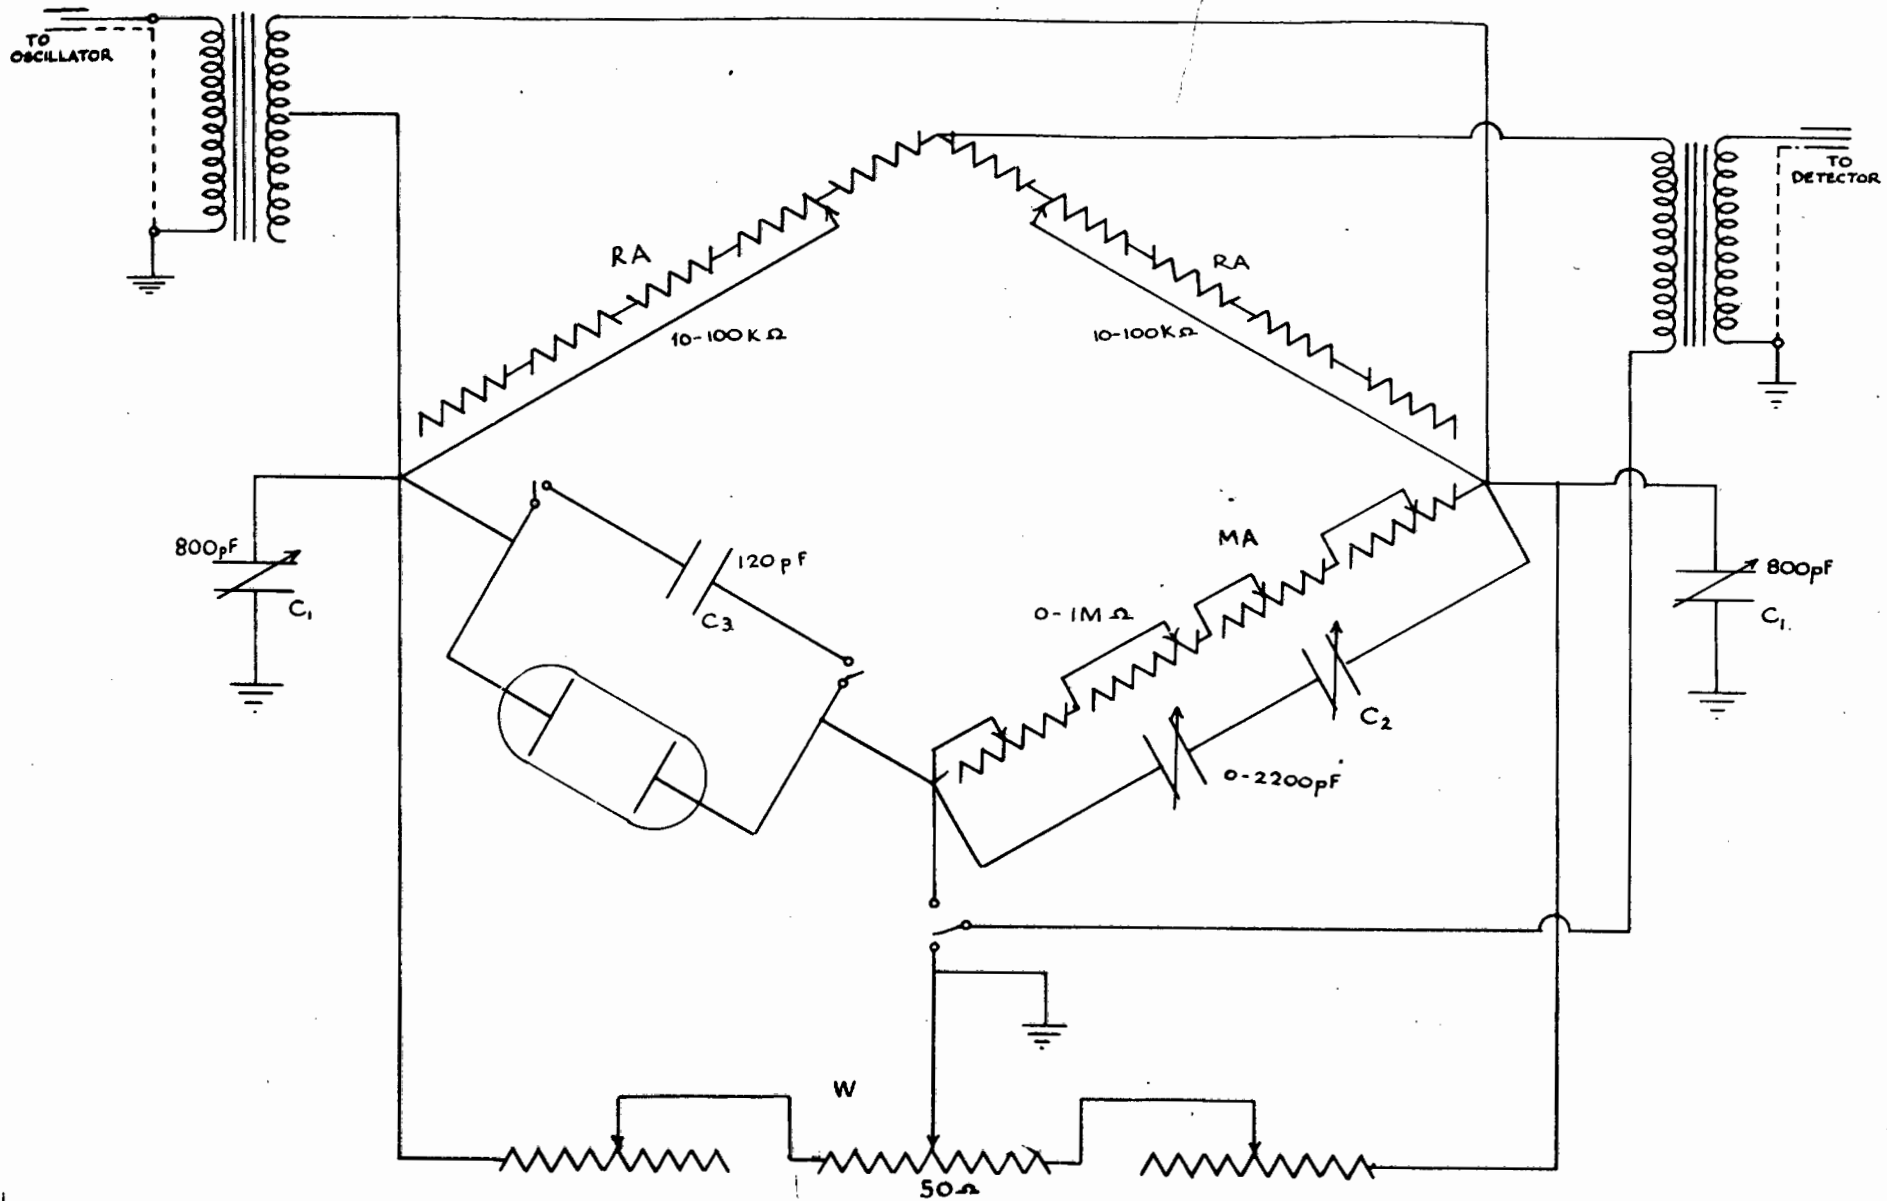 TO
OSCILLATOR
TO
DETECTOR
RA
RA
10-100KΩ
10-100KΩ
800pF
C₁
120pF
C₃
MA
0-1MΩ
C₂
0-2200pF
800pF
C₁
W
50Ω